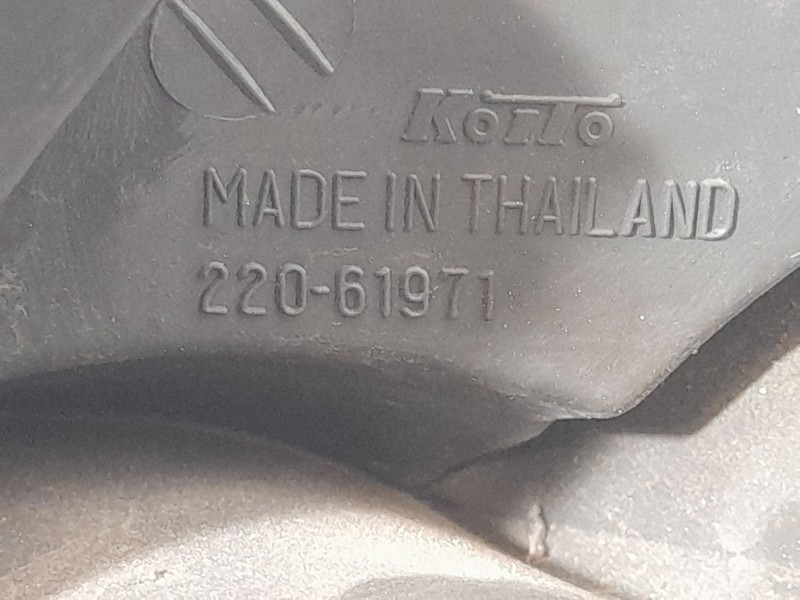 KOITO
MADE IN THAILAND
220-61971